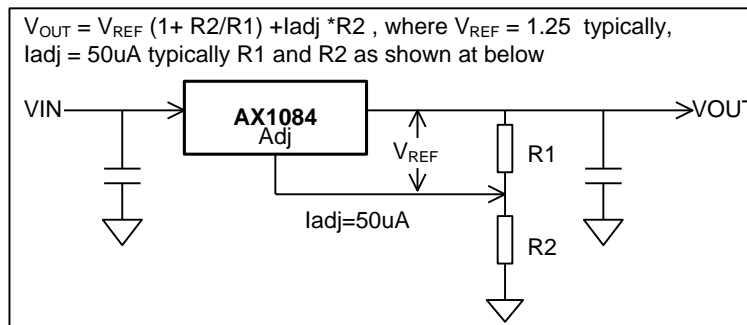 VOUT = VREF (1+ R2/R1) +Iadj *R2 , where VREF = 1.25 typically,
Iadj = 50uA typically R1 and R2 as shown at below
VIN
AX1084
Adj
VOUT
VREF
R1
Iadj=50uA
R2